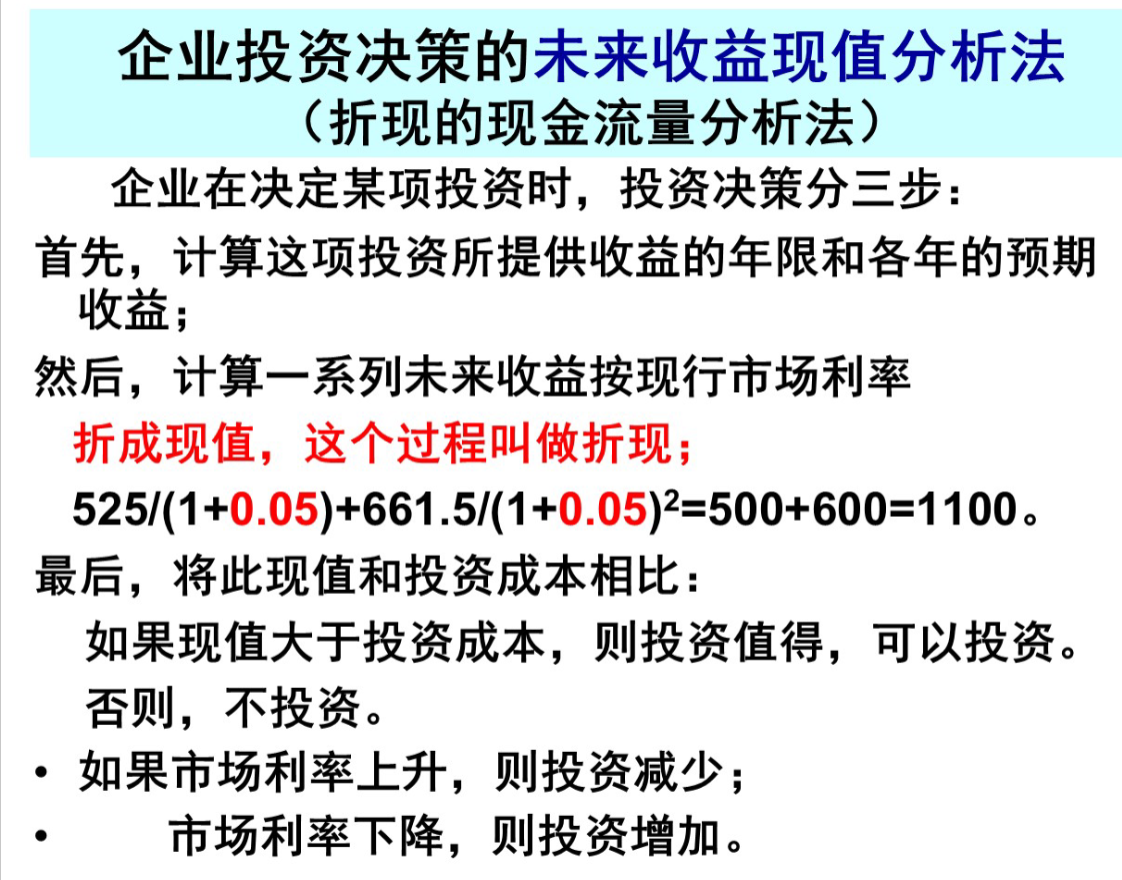 企业投资决策的未来收益现值分析法
（折现的现金流量分析法）
企业在决定某项投资时，投资决策分三步：
首先，计算这项投资所提供收益的年限和各年的预期
收益；
然后，计算一系列未来收益按现行市场利率
折成现值，这个过程叫做折现；
525/(1+0.05)+661.5/(1+0.05)²=500+600=1100。
最后，将此现值和投资成本相比：
如果现值大于投资成本，则投资值得，可以投资。
否则，不投资。
• 如果市场利率上升，则投资减少；
• 市场利率下降，则投资增加。